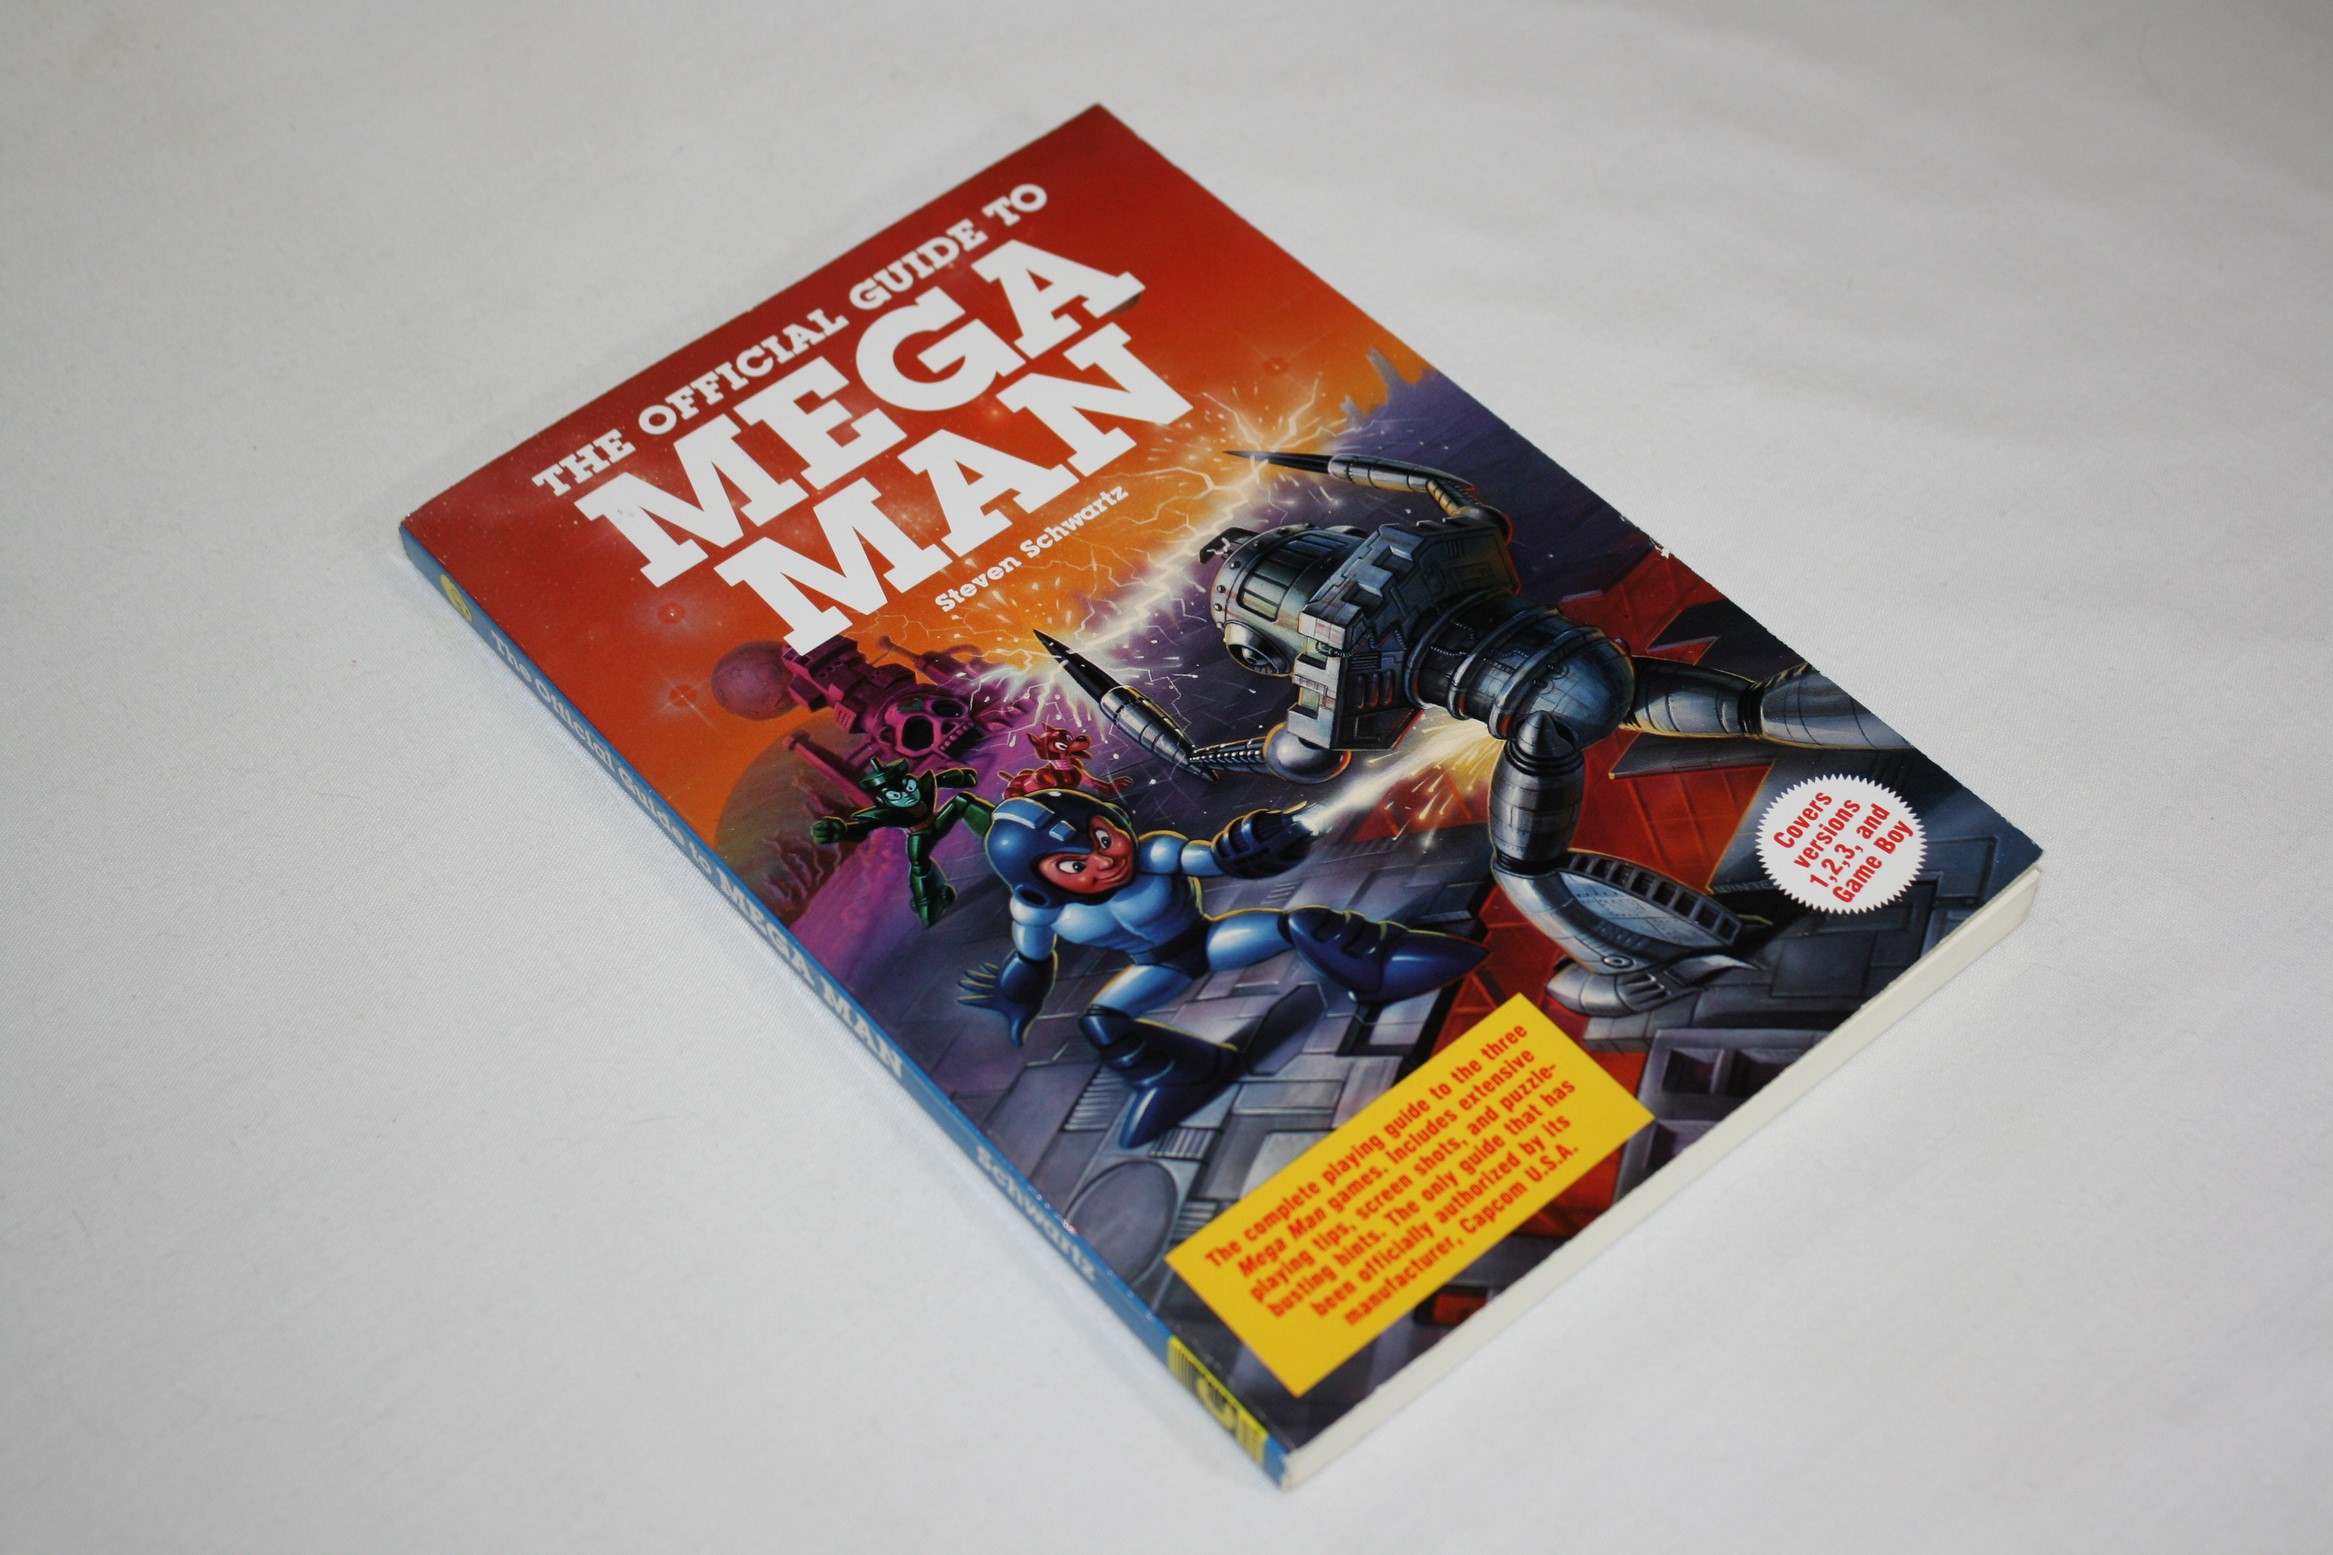 THE OFFICIAL GUIDE TO
MEGA
MAN
Steven Schwartz
Covers
versions
1,2,3, and
Game Boy
The complete playing guide to the three
Mega Man games. Includes extensive
playing tips, screen shots, and puzzle-
busting hints. The only guide that has
been officially authorized by its
manufacturer, Capcom U.S.A.
The Official Guide to MEGA MAN Schwartz